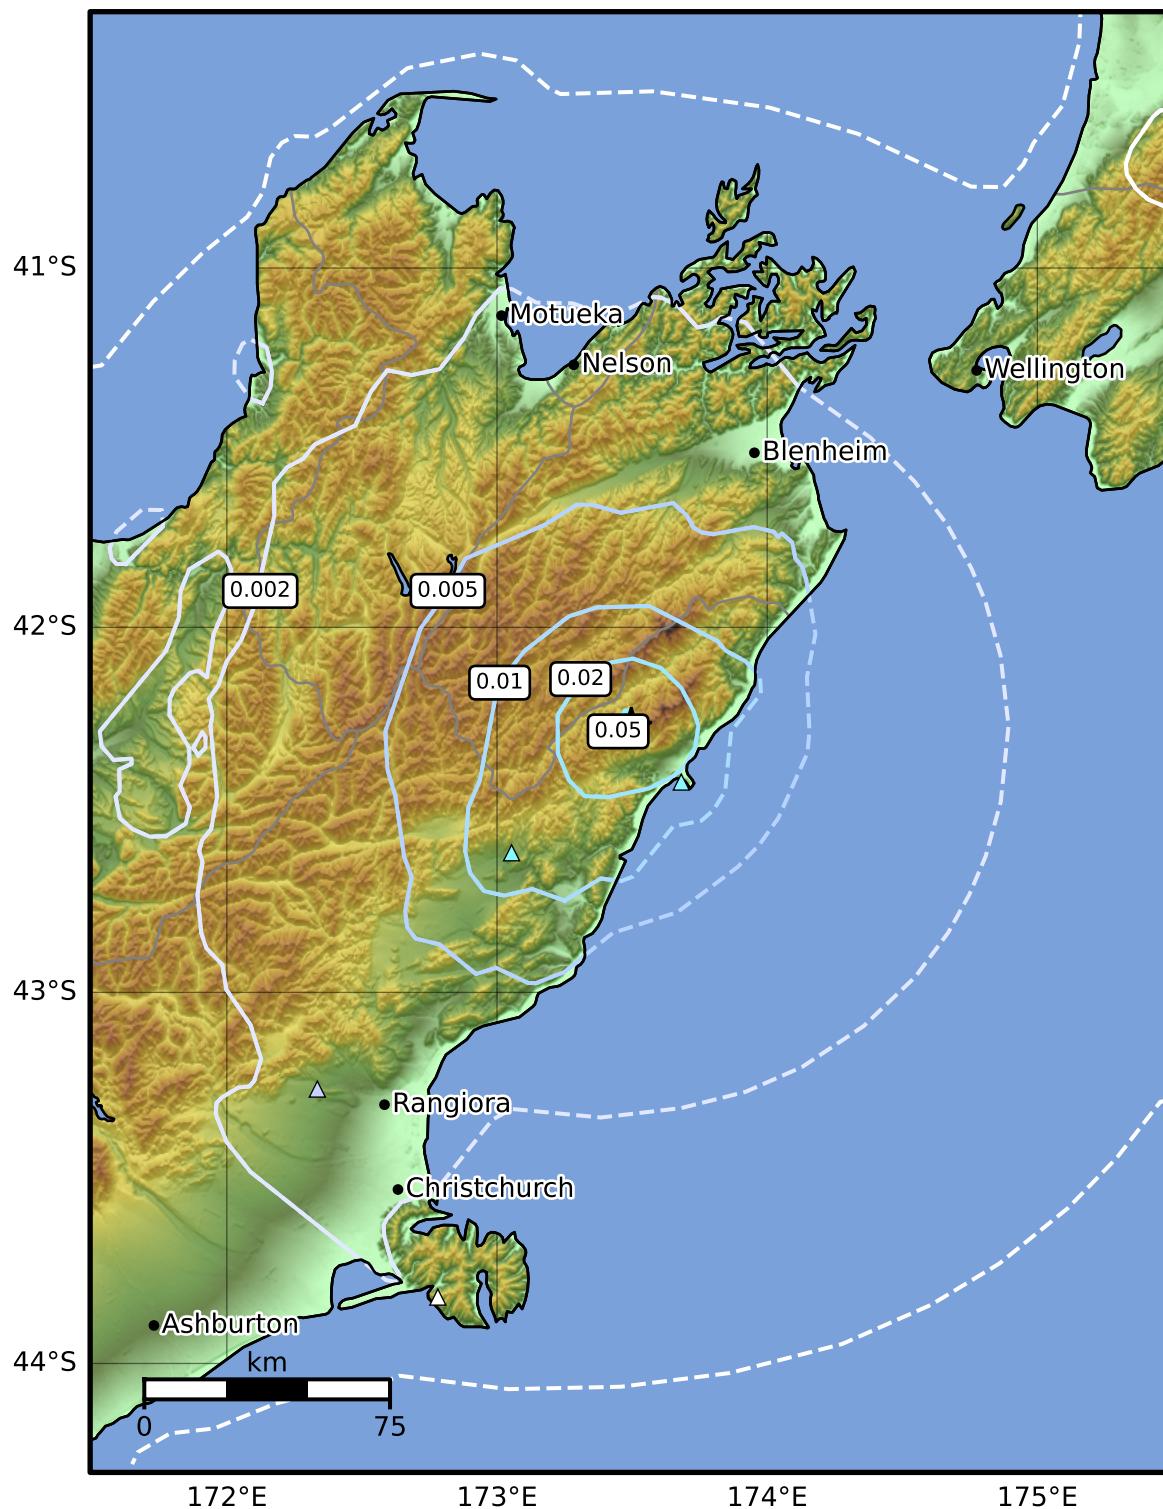 41°S
Motueka
Nelson
Wellington
Blenheim
0.002
0.005
42°S
0.01
0.02
0.05
43°S
Rangiora
Christchurch
Ashburton
44°S
km
0
75
172°E
173°E
174°E
175°E